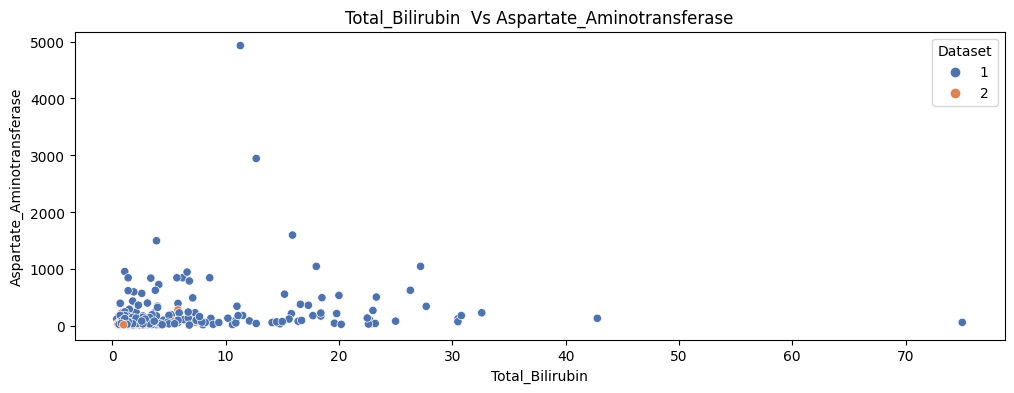 Total_Bilirubin  Vs Aspartate_Aminotransferase
Dataset
1
2
Aspartate_Aminotransferase
5000
4000
3000
2000
1000
0
0 10 20 30 40 50 60 70
Total_Bilirubin